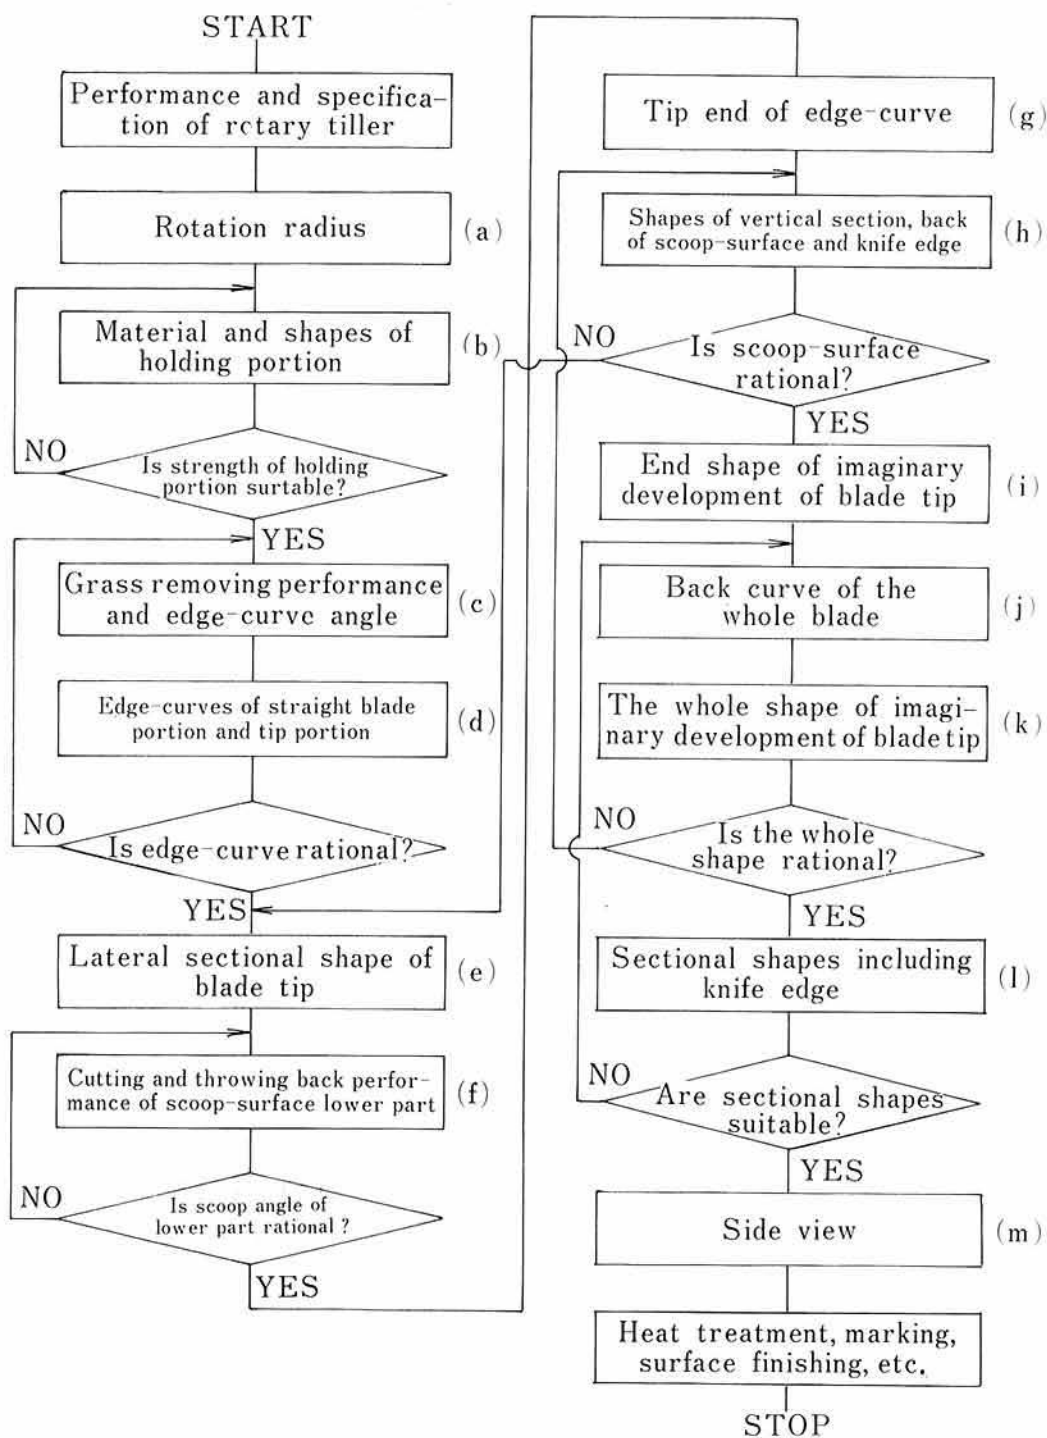 START
Performance and specifica-
tion of rotary tiller
Rotation radius
(a)
Material and shapes of
holding portion
(b)
NO
Is strength of holding
portion surtable?
YES
Grass removing performance
and edge-curve angle
(c)
Edge-curves of straight blade
portion and tip portion
(d)
NO
Is edge-curve rational?
YES
Lateral sectional shape of
blade tip
(e)
Cutting and throwing back perfor-
mance of scoop-surface lower part
(f)
NO
Is scoop angle of
lower part rational?
YES
Tip end of edge-curve
(g)
Shapes of vertical section, back
of scoop-surface and knife edge
(h)
NO
Is scoop-surface
rational?
YES
End shape of imaginary
development of blade tip
(i)
Back curve of the
whole blade
(j)
The whole shape of imagi-
nary development of blade tip
(k)
NO
Is the whole
shape rational?
YES
Sectional shapes including
knife edge
(l)
NO
Are sectional shapes
suitable?
YES
Side view
(m)
Heat treatment, marking,
surface finishing, etc.
STOP